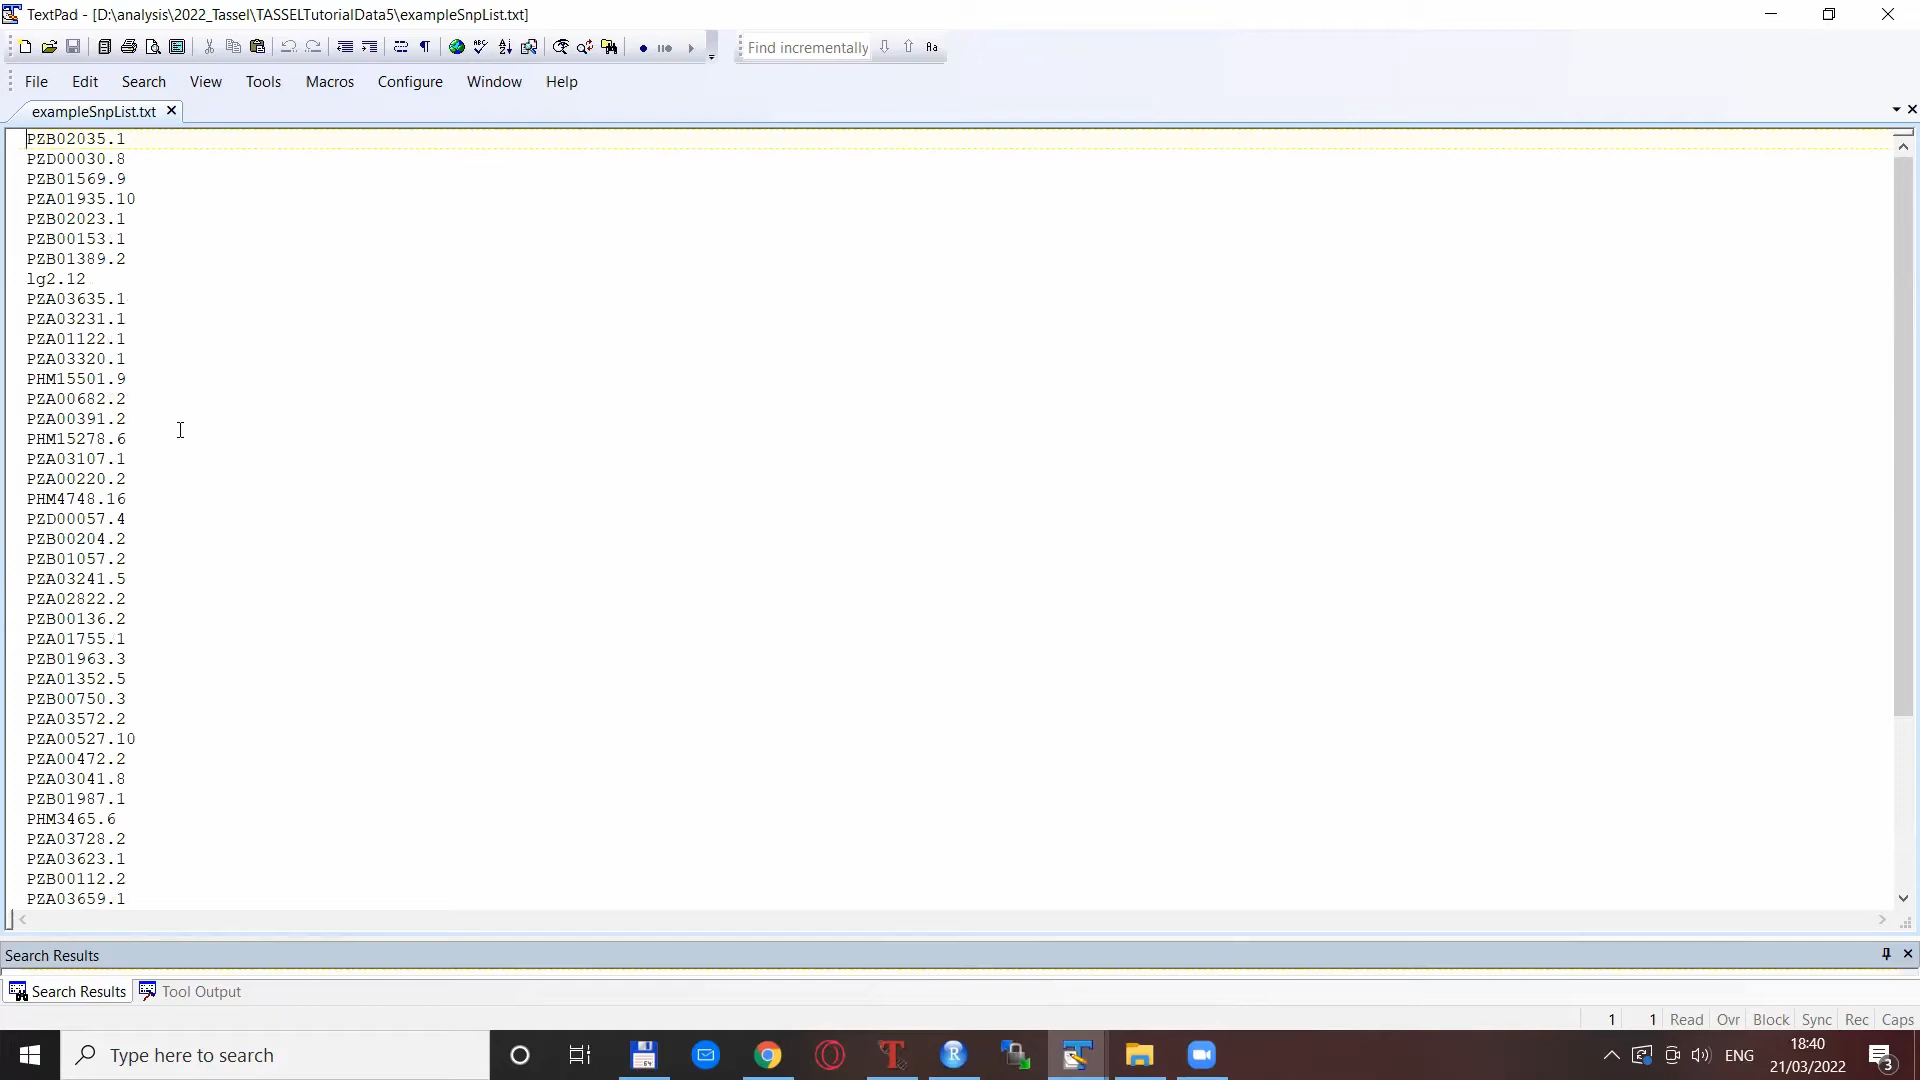 TextPad - [D:\analysis\2022_Tassel\TASSELTutorialData5\exampleSnpList.txt]
Find incrementally
File Edit Search View Tools Macros Configure Window Help
exampleSnpList.txt
PZB02035.1
PZD00030.8
PZB01569.9
PZA01935.10
PZB02023.1
PZB00153.1
PZB01389.2
lg2.12
PZA03635.1
PZA03231.1
PZA01122.1
PZA03320.1
PHM15501.9
PZA00682.2
PZA00391.2
PHM15278.6
PZA03107.1
PZA00220.2
PHM4748.16
PZD00057.4
PZB00204.2
PZB01057.2
PZA03241.5
PZA02822.2
PZB00136.2
PZA01755.1
PZB01963.3
PZA01352.5
PZB00750.3
PZA03572.2
PZA00527.10
PZA00472.2
PZA03041.8
PZB01987.1
PHM3465.6
PZA03728.2
PZA03623.1
PZB00112.2
PZA03659.1
Search Results
Search Results Tool Output
1 1 Read Ovr Block Sync Rec Caps
Type here to search
ENG
18:40
21/03/2022
3